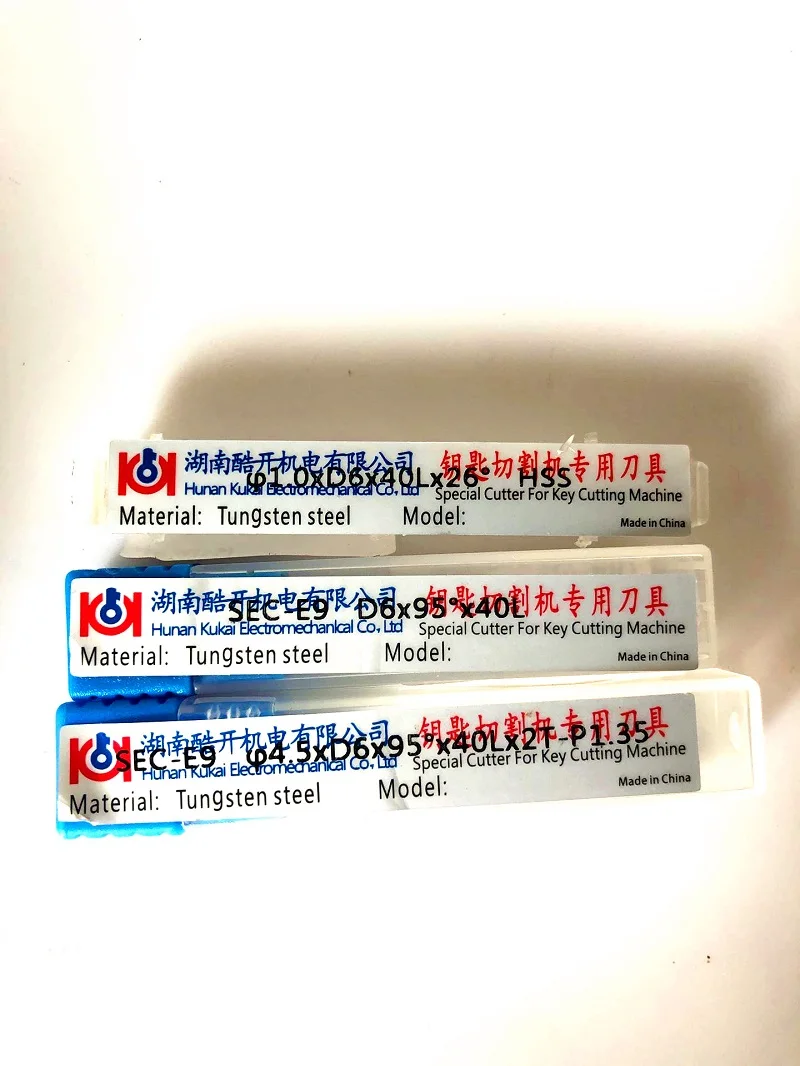 湖南酷开机电有限公司 钥匙切割机专用刀具
φ1.0xD6x40Lx26° HSS
Hunan Kukai Electromechanical Co., Ltd Special Cutter For Key Cutting Machine
Material: Tungsten steel Model:
Made in China
湖南酷开机电有限公司 钥匙切割机专用刀具
SEC-E9 D6x95°x40L
Hunan Kukai Electromechanical Co., Ltd Special Cutter For Key Cutting Machine
Material: Tungsten steel Model:
Made in China
湖南酷开机电有限公司 钥匙切割机专用刀具
SEC-E9 φ4.5xD6x95°x40Lx2T-P1.35
Hunan Kukai Electromechanical Co., Ltd Special Cutter For Key Cutting Machine
Material: Tungsten steel Model:
Made in China